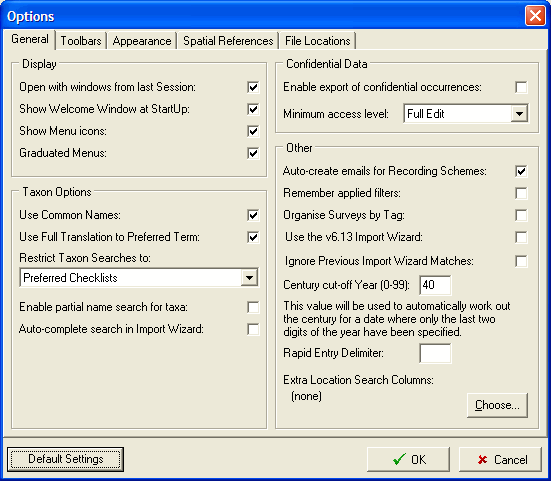 Options
General
Toolbars
Appearance
Spatial References
File Locations
Display
Open with windows from last Session:
Show Welcome Window at StartUp:
Show Menu icons:
Graduated Menus:
Taxon Options
Use Common Names:
Use Full Translation to Preferred Term:
Restrict Taxon Searches to:
Preferred Checklists
Enable partial name search for taxa:
Auto-complete search in Import Wizard:
Confidential Data
Enable export of confidential occurrences:
Minimum access level: Full Edit
Other
Auto-create emails for Recording Schemes:
Remember applied filters:
Organise Surveys by Tag:
Use the v6.13 Import Wizard:
Ignore Previous Import Wizard Matches:
Century cut-off Year (0-99): 40
This value will be used to automatically work out
the century for a date where only the last two
digits of the year have been specified.
Rapid Entry Delimiter:
Extra Location Search Columns:
(none)
Choose...
Default Settings
OK
Cancel